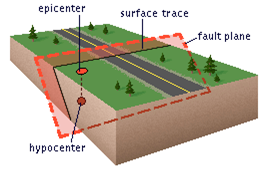 epicenter
surface trace
fault plane
hypocenter